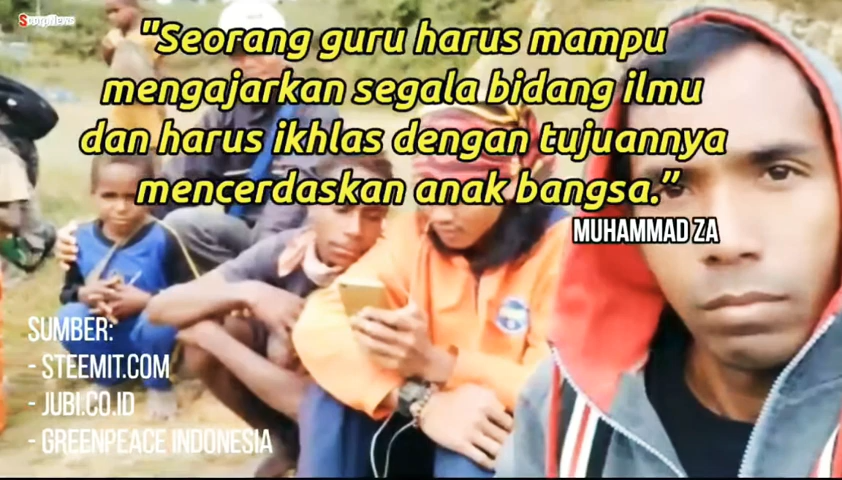 ScorpNews
"Seorang guru harus mampu
mengajarkan segala bidang ilmu
dan harus ikhlas dengan tujuannya
mencerdaskan anak bangsa."
MUHAMMAD ZA
SUMBER:
- STEEMIT.COM
- JUBI.CO.ID
- GREENPEACE INDONESIA